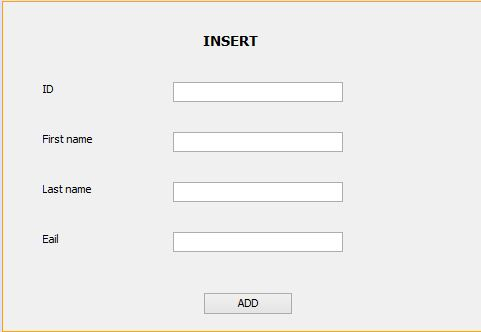 INSERT
ID
First name
Last name
Eail
ADD